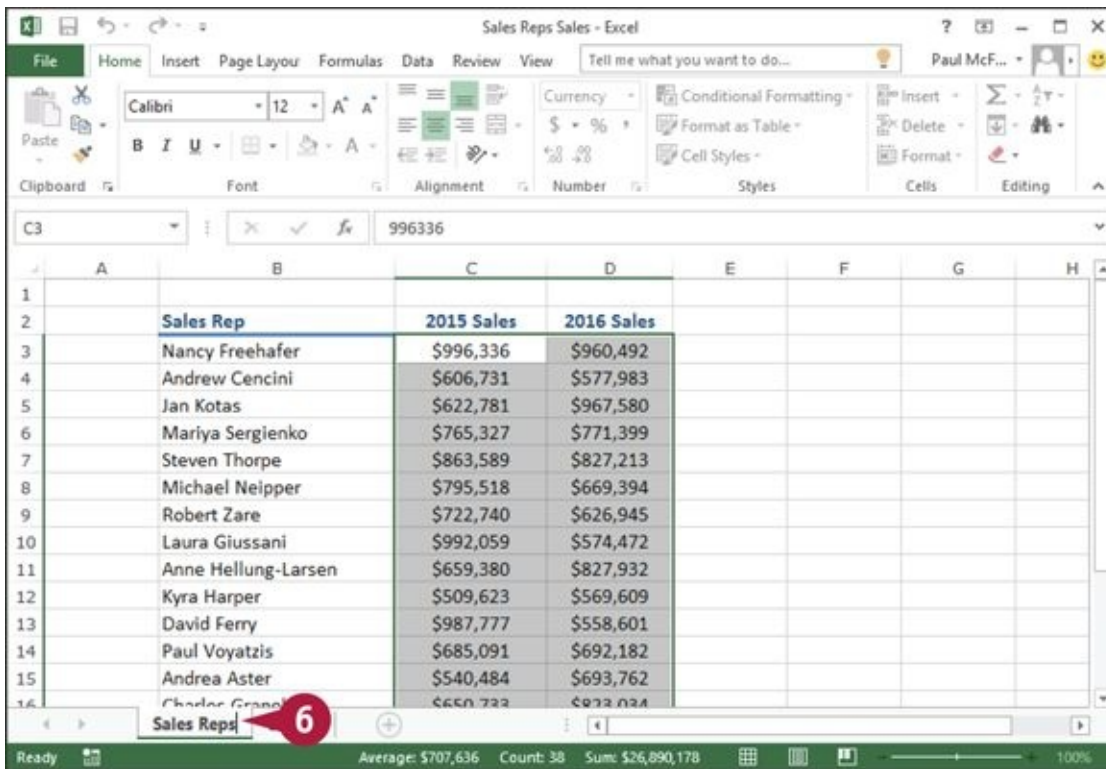 Sales Reps Sales - Excel ?
File Home Insert Page Layou Formulas Data Review View Tell me what you want to do... Paul McF...
Paste Calibri 12 A A Currency Conditional Formatting Insert Σ
B I U A $ % , Format as Table Delete
Cell Styles Format
Clipboard Font Alignment Number Styles Cells Editing
C3 fx 996336
A B C D E F G H
1
2 Sales Rep 2015 Sales 2016 Sales
3 Nancy Freehafer $996,336 $960,492
4 Andrew Cencini $606,731 $577,983
5 Jan Kotas $622,781 $967,580
6 Mariya Sergienko $765,327 $771,399
7 Steven Thorpe $863,589 $827,213
8 Michael Neipper $795,518 $669,394
9 Robert Zare $722,740 $626,945
10 Laura Giussani $992,059 $574,472
11 Anne Hellung-Larsen $659,380 $827,932
12 Kyra Harper $509,623 $569,609
13 David Ferry $987,777 $558,601
14 Paul Voyatzis $685,091 $692,182
15 Andrea Aster $540,484 $693,762
16 Charles $650,733 $823,034
Sales Reps 6
Ready Average: $707,636 Count: 38 Sum: $26,890,178 100%